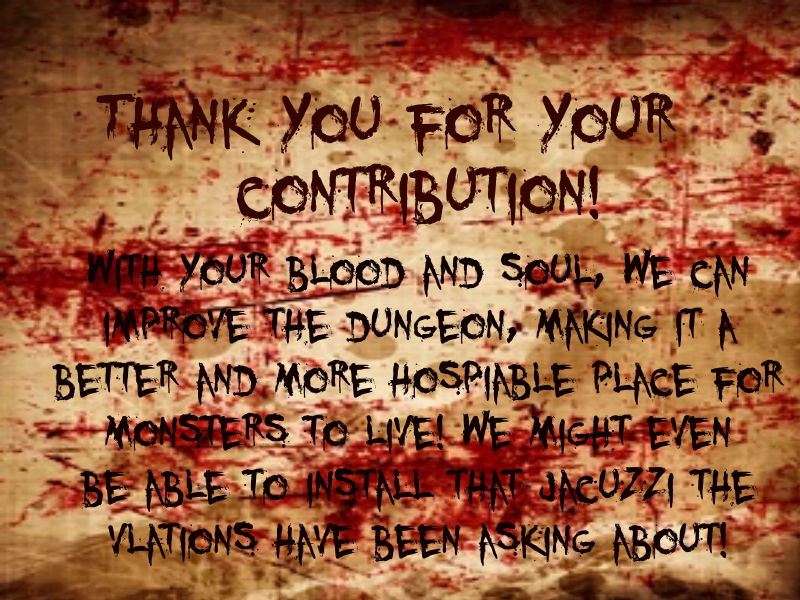 THANK YOU FOR YOUR
CONTRIBUTION!
WITH YOUR BLOOD AND SOUL, WE CAN
IMPROVE THE DUNGEON, MAKING IT A
BETTER AND MORE HOSPIABLE PLACE FOR
MONSTERS TO LIVE! WE MIGHT EVEN
BE ABLE TO INSTALL THAT JACUZZI THE
VLATIONS HAVE BEEN ASKING ABOUT!